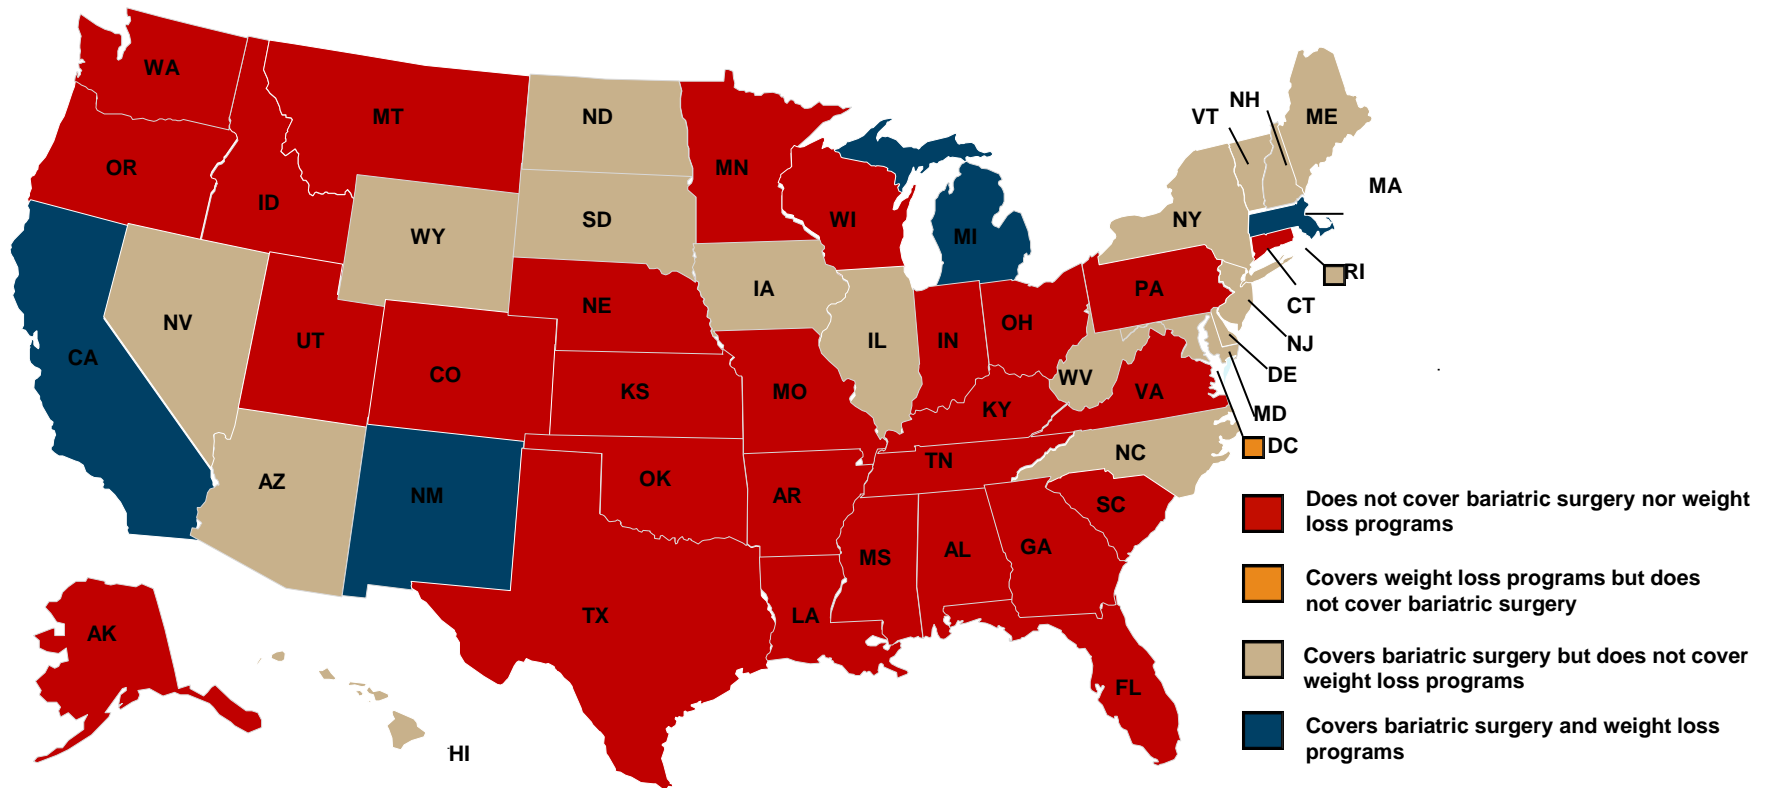 WA
MT
ND
MN
OR
ID
WY
SD
WI
MI
NY
VT
NH
ME
MA
RI
CT
NJ
DE
MD
DC
NV
UT
CA
CO
NE
IA
IL
IN
OH
PA
WV
VA
KS
MO
KY
AZ
NM
OK
AR
TN
NC
SC
MS
AL
GA
TX
LA
FL
AK
HI
Does not cover bariatric surgery nor weight
loss programs
Covers weight loss programs but does
not cover bariatric surgery
Covers bariatric surgery but does not cover
weight loss programs
Covers bariatric surgery and weight loss
programs